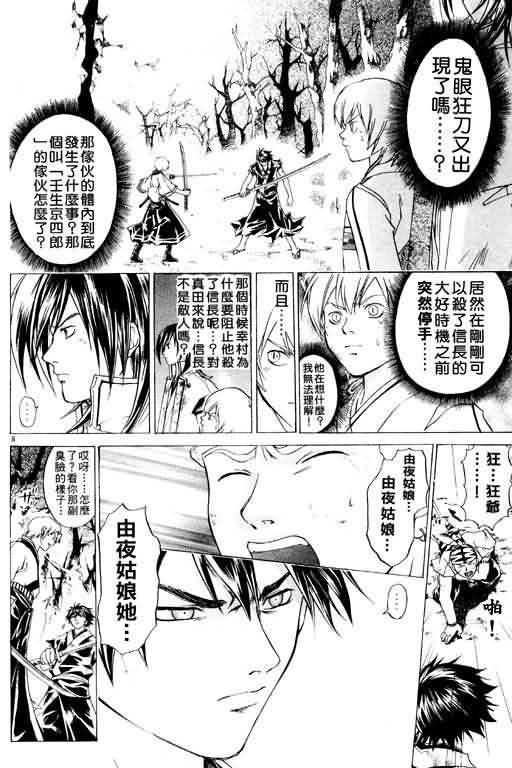 鬼眼狂刀又出
現了嗎……？
那傢伙的體內到底
發生了什麼事？那
個叫「壬生京四郎
」的傢伙怎麼了？
居然在剛剛可
以殺了信長的
大好時機之前
突然停手……
他在想什麼？
我無法理解！
而且……
那個時候幸村為
什麼要阻止他殺
了信長呢…？對
真田來說…信長
不是敵人嗎？
…
狂…狂爺
……！
啪！
由夜姑娘…
由夜姑娘…
…
由夜姑娘她…
哎呀……怎麼
了？看你那副
臭臉的樣子…
8